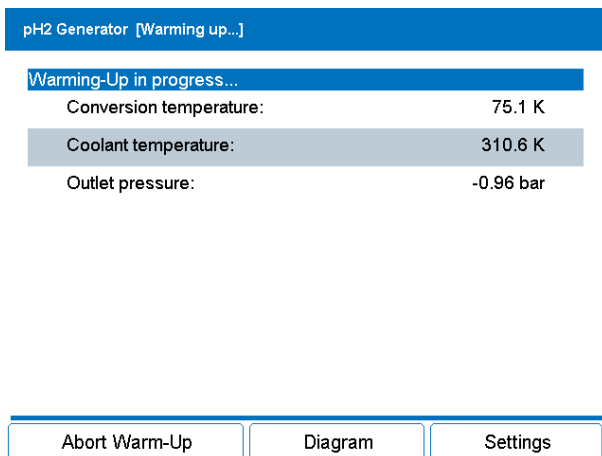 pH2 Generator [Warming up...]
Warming-Up in progress...
Conversion temperature: 75.1 K
Coolant temperature: 310.6 K
Outlet pressure: -0.96 bar
Abort Warm-Up Diagram Settings